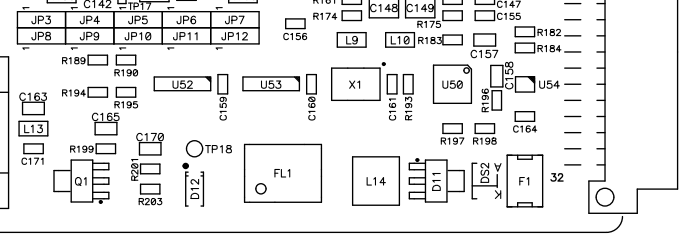 C142
TP17
R181
C148
C149
C147
JP3 JP4 JP5 JP6 JP7
R174
R175
C155
C156
JP8 JP9 JP10 JP11 JP12
L9
L10
R183
C157
R182
R184
R189
R190
C158
U52
C159
U53
C160
X1
C161
R193
U50
R196
U54
R194
R195
C163
C165
C164
L13
R197
R198
C171
R199
C170
TP18
R201
Q1
R203
D12
FL1
L14
D11
DS2
A
K
F1
32